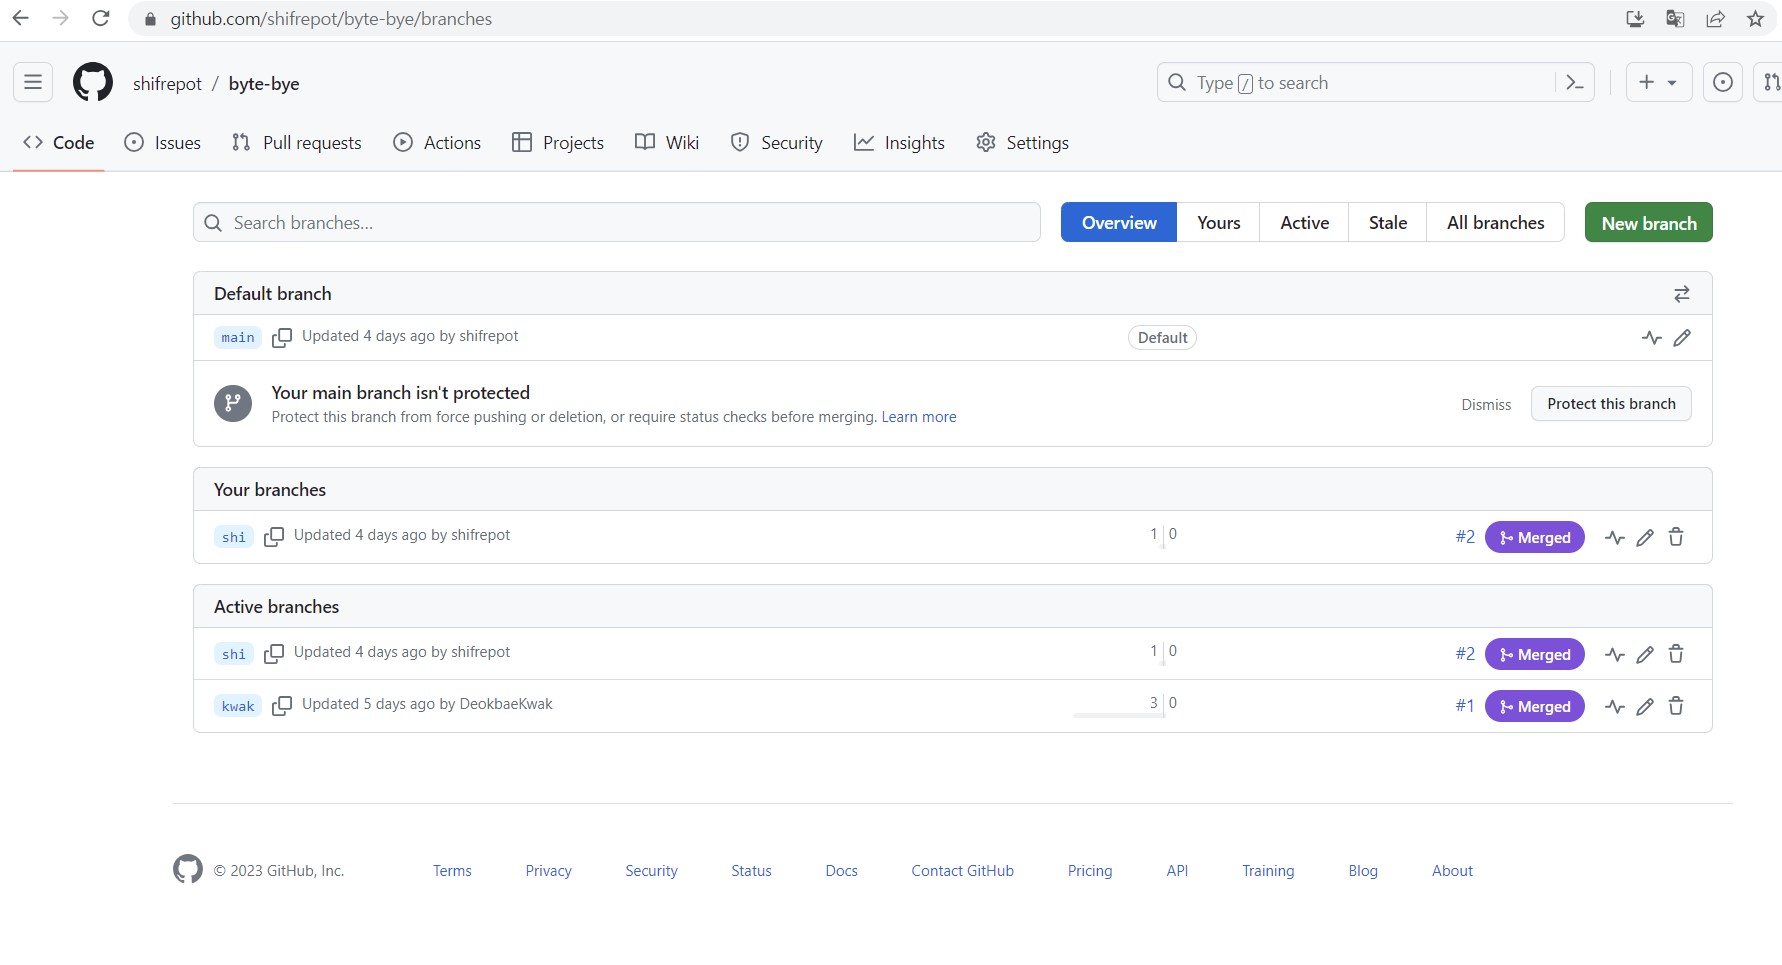 github.com/shifrepot/byte-bye/branches
shifrepot / byte-bye
Type / to search
Code Issues Pull requests Actions Projects Wiki Security Insights Settings
Search branches... Overview Yours Active Stale All branches New branch
Default branch
main Updated 4 days ago by shifrepot Default
Your main branch isn't protected
Protect this branch from force pushing or deletion, or require status checks before merging. Learn more
Dismiss Protect this branch
Your branches
shi Updated 4 days ago by shifrepot 1 0 #2 Merged
Active branches
shi Updated 4 days ago by shifrepot 1 0 #2 Merged
kwak Updated 5 days ago by DeokbaeKwak 3 0 #1 Merged
© 2023 GitHub, Inc. Terms Privacy Security Status Docs Contact GitHub Pricing API Training Blog About